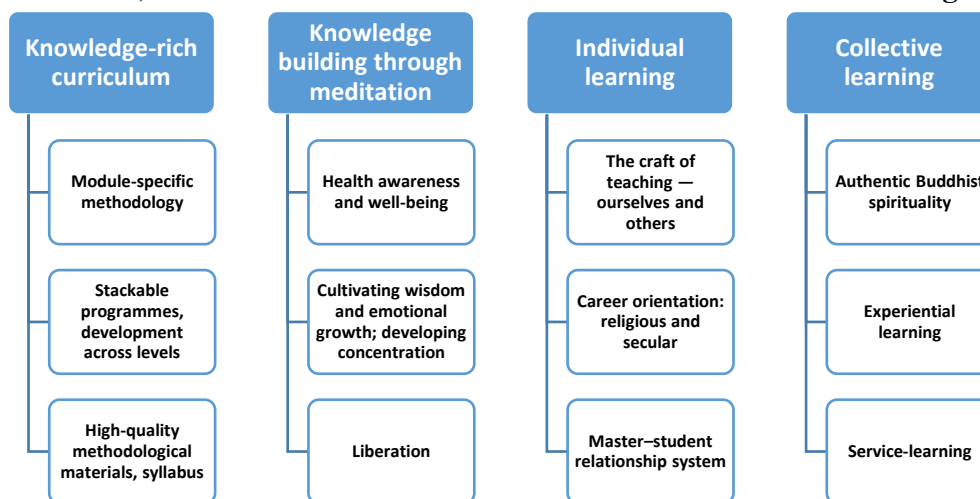 Knowledge-rich
curriculum
Module-specific
methodology
Stackable
programmes,
development
across levels
High-quality
methodological
materials, syllabus
Knowledge
building through
meditation
Health awareness
and well-being
Cultivating wisdom
and emotional
growth; developing
concentration
Liberation
Individual
learning
The craft of
teaching —
ourselves and
others
Career orientation:
religious and
secular
Master–student
relationship system
Collective
learning
Authentic Buddhist
spirituality
Experiential
learning
Service-learning